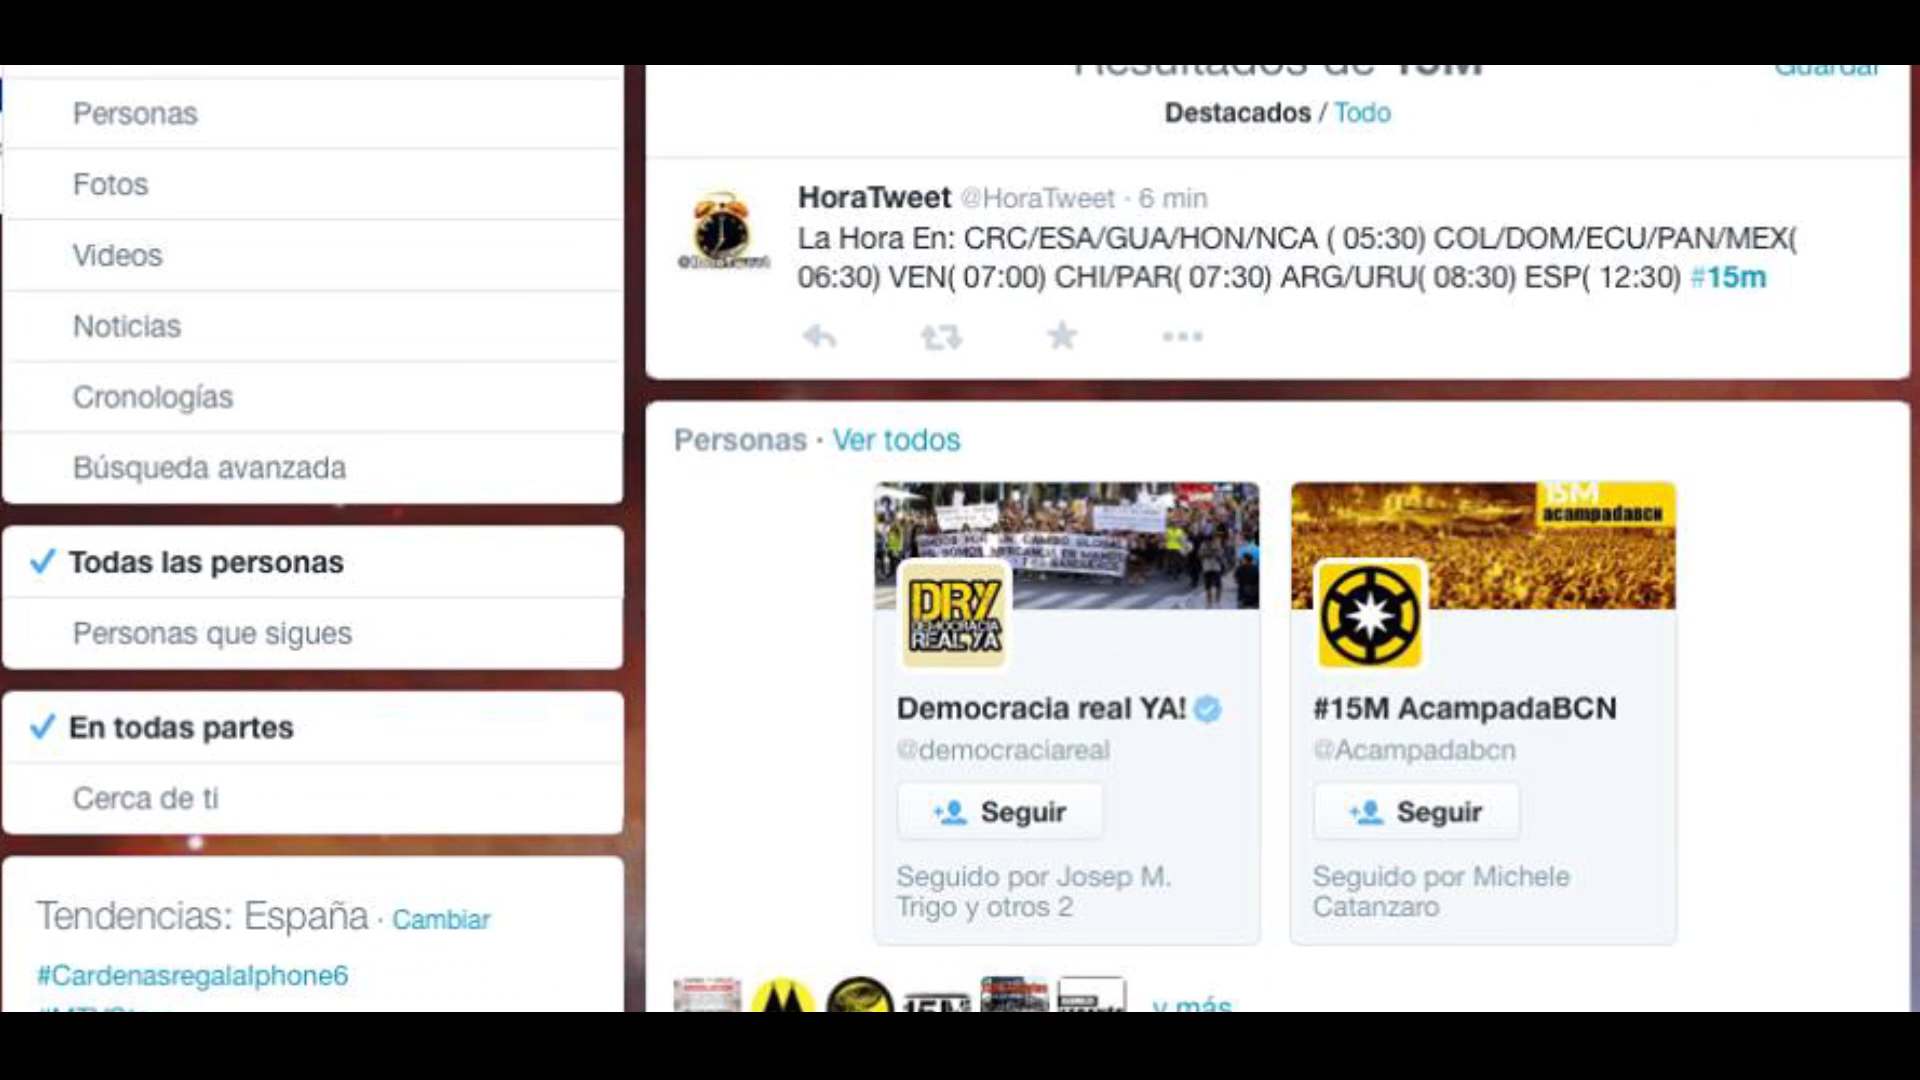 Personas
Fotos
Videos
Noticias
Cronologías
Búsqueda avanzada
✓ Todas las personas
Personas que sigues
✓ En todas partes
Cerca de ti
Tendencias: España · Cambiar
#CardenasregalaIphone6
Resultados de 15M
Guardar
Destacados / Todo
HoraTweet @HoraTweet · 6 min
La Hora En: CRC/ESA/GUA/HON/NCA ( 05:30) COL/DOM/ECU/PAN/MEX(
06:30) VEN( 07:00) CHI/PAR( 07:30) ARG/URU( 08:30) ESP( 12:30) #15m
@HoraTweet
Personas · Ver todos
DRY
DEMOCRACIA
REAL YA
Democracia real YA!
@democraciareal
Seguir
Seguido por Josep M.
Trigo y otros 2
15M
acampadaBCN
#15M AcampadaBCN
@Acampadabcn
Seguir
Seguido por Michele
Catanzaro
15M
y más